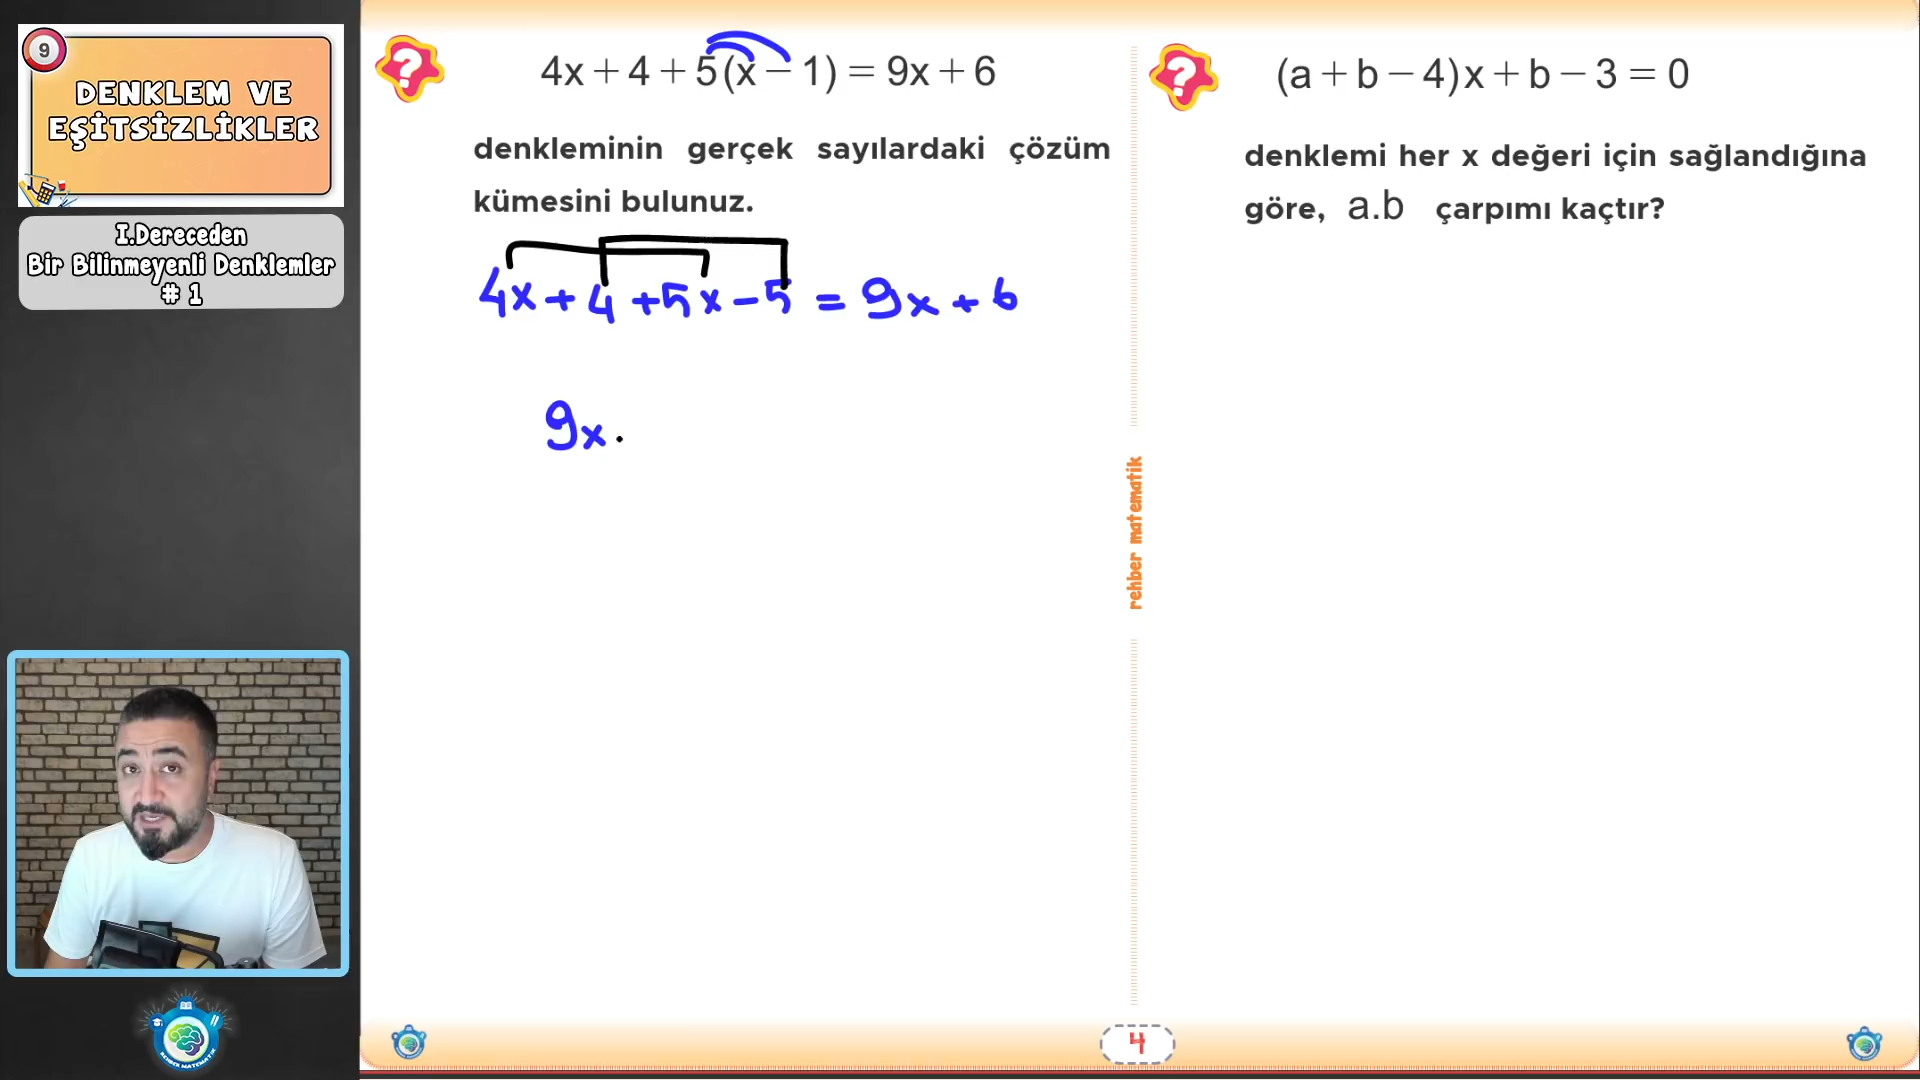 9
DENKLEM VE
EŞİTSİZLİKLER
I.Dereceden
Bir Bilinmeyenli Denklemler
# 1
4x + 4 + 5(x − 1) = 9x + 6
denkleminin gerçek sayılardaki çözüm
kümesini bulunuz.
4x + 4 + 5x − 5 = 9x + 6
9x
rehber matematik
(a + b − 4)x + b − 3 = 0
denklemi her x değeri için sağlandığına
göre, a.b çarpımı kaçtır?
REHBER MATEMATİK
4